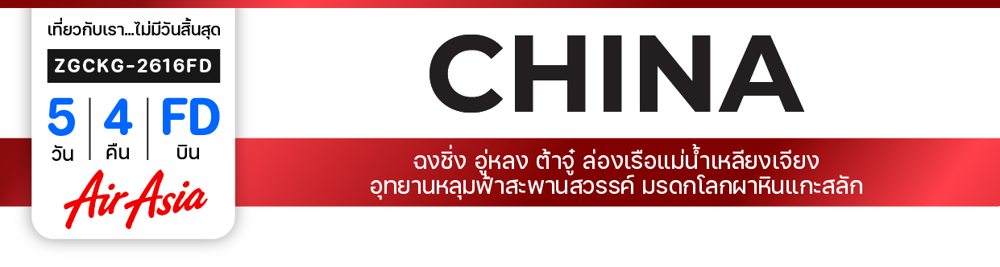 เที่ยวกับเรา...ไม่มีวันสิ้นสุด
ZGCKG-2616FD
5 4 FD
วัน คืน บิน
AirAsia
CHINA
ฉงชิ่ง อู่หลง ต้าจู๋ ล่องเรือแม่น้ำเหลียงเจียง
อุทยานหลุมฟ้าสะพานสวรรค์ มรดกโลกผาหินแกะสลัก